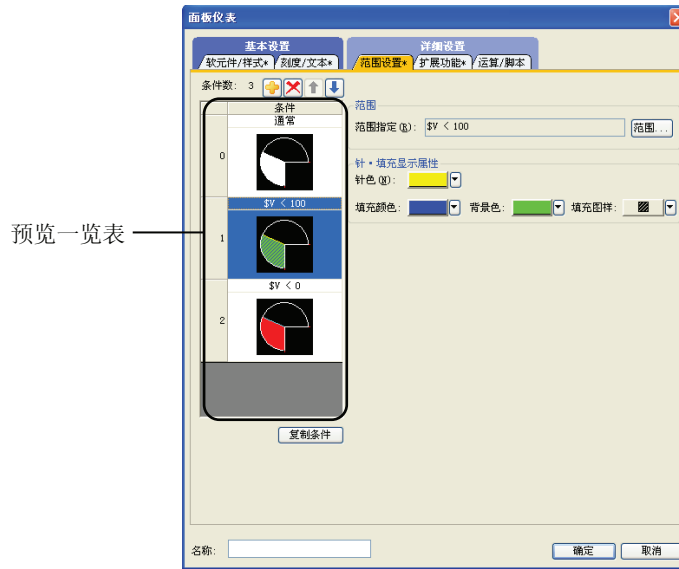 面板仪表
基本设置
详细设置
软元件/样式* 刻度/文本* 范围设置* 扩展功能* 运算/脚本
条件数: 3
条件
通常
0
$V < 100
1
$V < 0
2
复制条件
范围
范围指定(R): $V < 100 范围...
针·填充显示属性
针色(N):
填充颜色: 背景色: 填充图样:
预览一览表
名称:
确定 取消